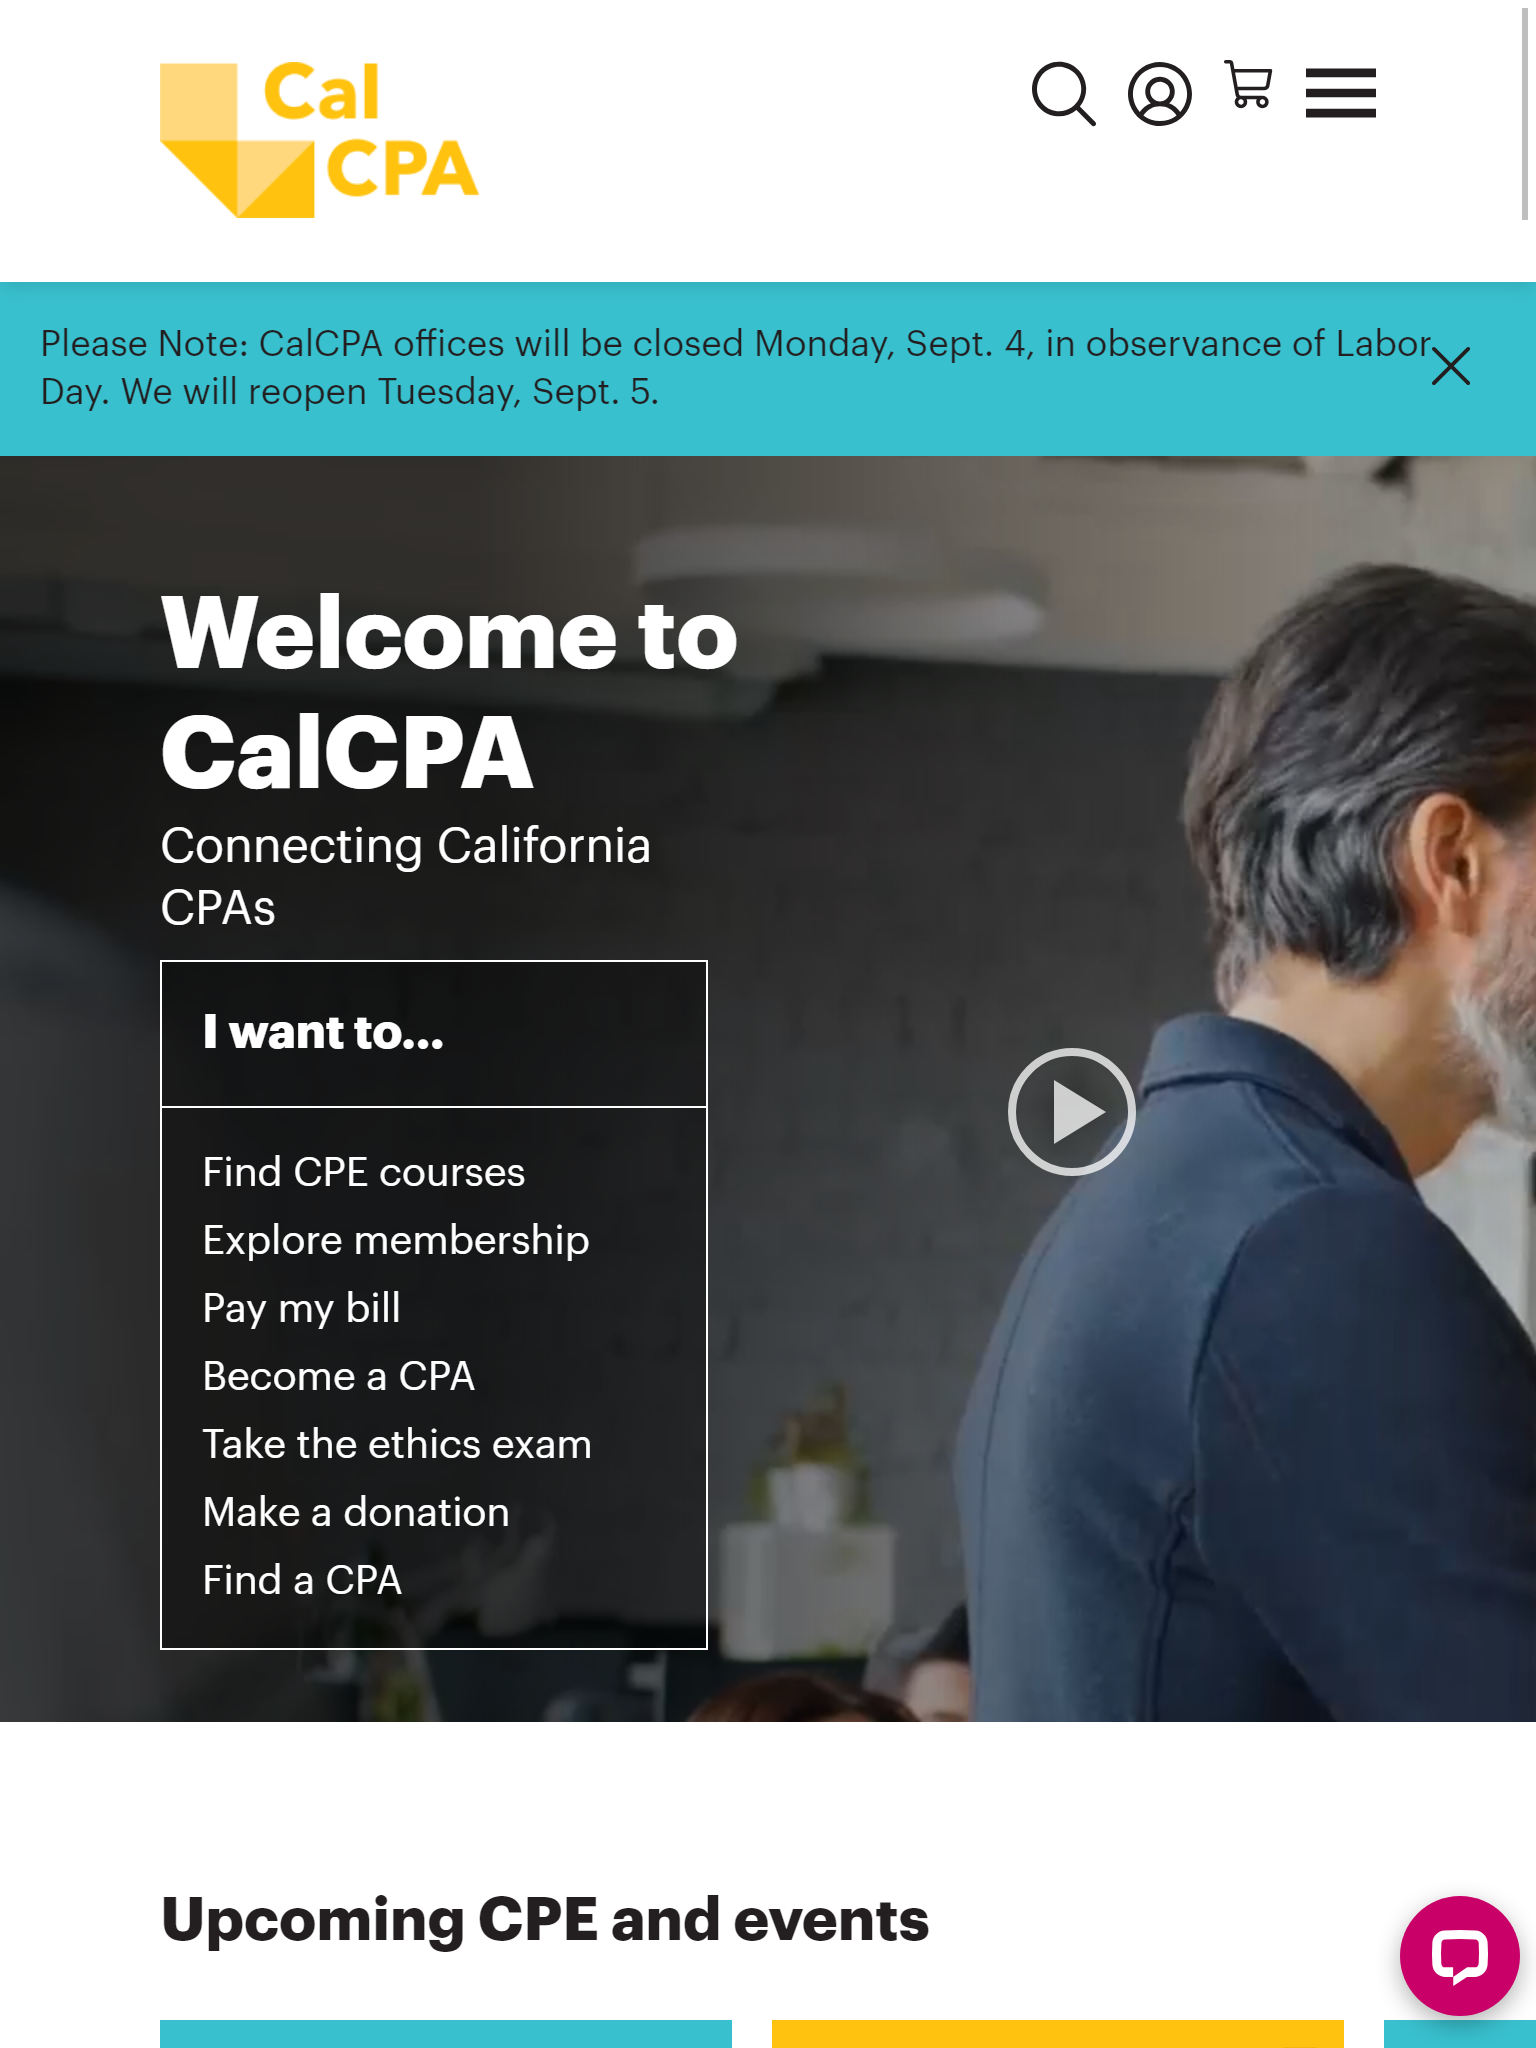 Cal
CPA
Please Note: CalCPA offices will be closed Monday, Sept. 4, in observance of Labor
Day. We will reopen Tuesday, Sept. 5.
Welcome to
CalCPA
Connecting California
CPAs
I want to...
Find CPE courses
Explore membership
Pay my bill
Become a CPA
Take the ethics exam
Make a donation
Find a CPA
Upcoming CPE and events